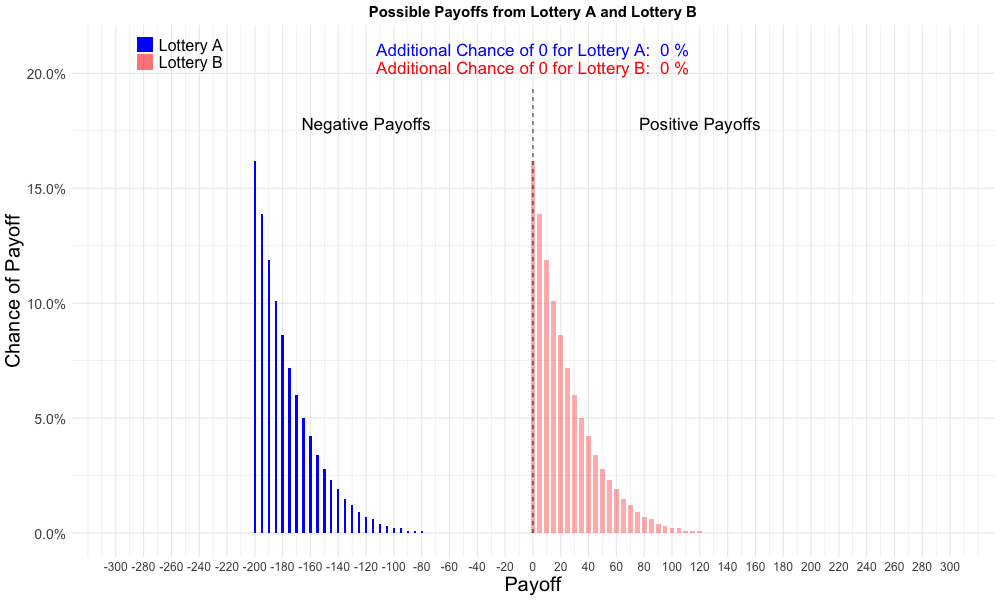 Possible Payoffs from Lottery A and Lottery B
Lottery A
Lottery B
Additional Chance of 0 for Lottery A:  0 %
Additional Chance of 0 for Lottery B:  0 %
Negative Payoffs
Positive Payoffs
Chance of Payoff
20.0%
15.0%
10.0%
5.0%
0.0%
-300 -280 -260 -240 -220 -200 -180 -160 -140 -120 -100 -80 -60 -40 -20 0 20 40 60 80 100 120 140 160 180 200 220 240 260 280 300
Payoff